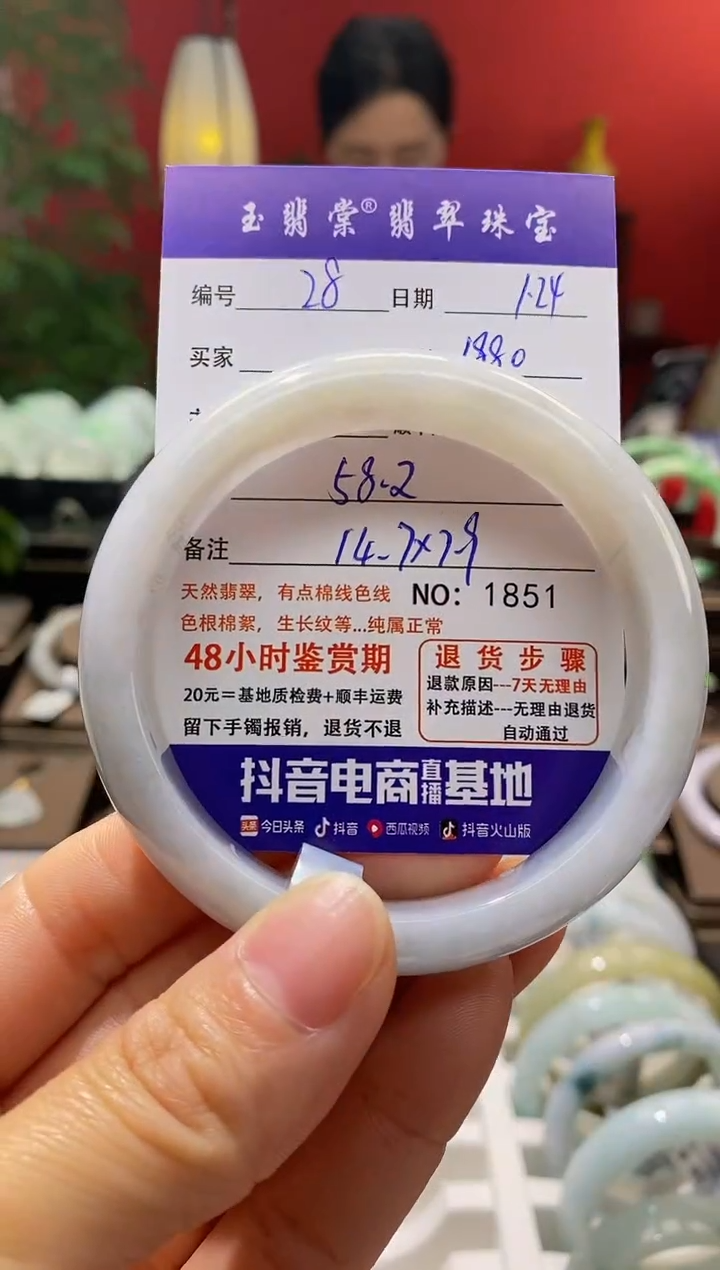 玉翡棠®翡翠珠宝
编号 28 日期 1.24
买家 1880
58.2
备注 14.7×7.9
天然翡翠，有点棉线色线 NO：1851
色根棉絮，生长纹等...纯属正常
48小时鉴赏期
20元＝基地质检费+顺丰运费
留下手镯报销，退货不退
退货步骤
退款原因---7天无理由
补充描述---无理由退货
自动通过
抖音电商直播基地
头条 今日头条 抖音 西瓜视频 抖音火山版